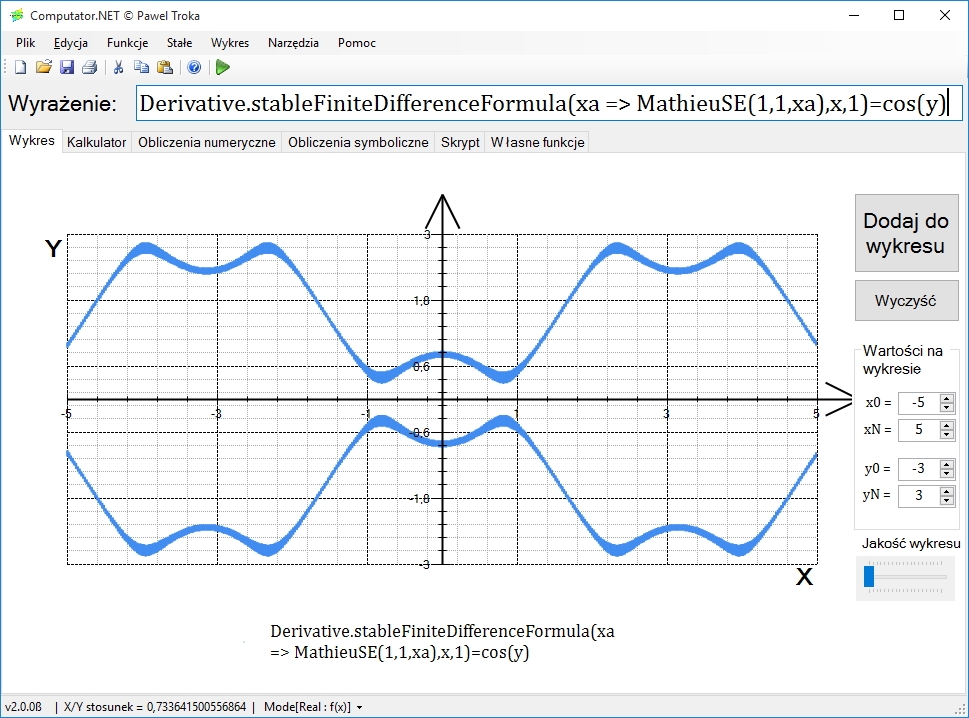 Computator.NET © Pawel Troka
Plik Edycja Funkcje Stałe Wykres Narzędzia Pomoc
Wyrażenie: Derivative.stableFiniteDifferenceFormula(xa => MathieuSE(1,1,xa),x,1)=cos(y)
Wykres Kalkulator Obliczenia numeryczne Obliczenia symboliczne Skrypt Własne funkcje
Y
3
1,8
0,6
-5 -3 -1 1 3 5
-0,6
-1,8
-3
X
Derivative.stableFiniteDifferenceFormula(xa
=> MathieuSE(1,1,xa),x,1)=cos(y)
Dodaj do
wykresu
Wyczyść
Wartości na
wykresie
x0 = -5
xN = 5
y0 = -3
yN = 3
Jakość wykresu
v2.0.0ß | X/Y stosunek = 0,733641500556864 | Mode[Real : f(x)]